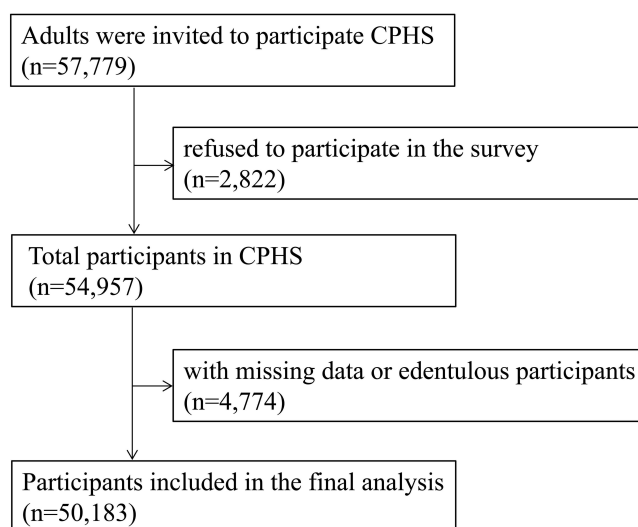 Adults were invited to participate CPHS
(n=57,779)
refused to participate in the survey
(n=2,822)
Total participants in CPHS
(n=54,957)
with missing data or edentulous participants
(n=4,774)
Participants included in the final analysis
(n=50,183)